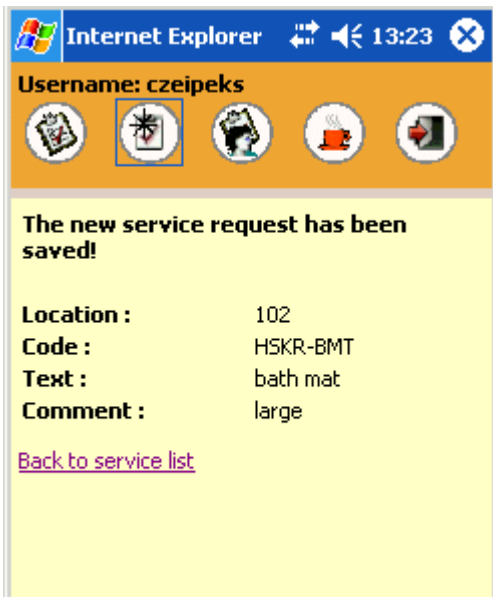 Internet Explorer 13:23
Username: czeipeks
The new service request has been
saved!
Location : 102
Code : HSKR-BMT
Text : bath mat
Comment : large
Back to service list